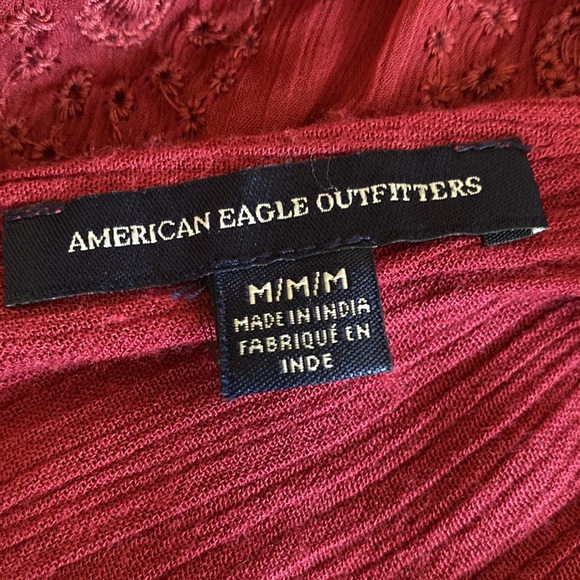 AMERICAN EAGLE OUTFITTERS
M/M/M
MADE IN INDIA
FABRIQUÉ EN
INDE